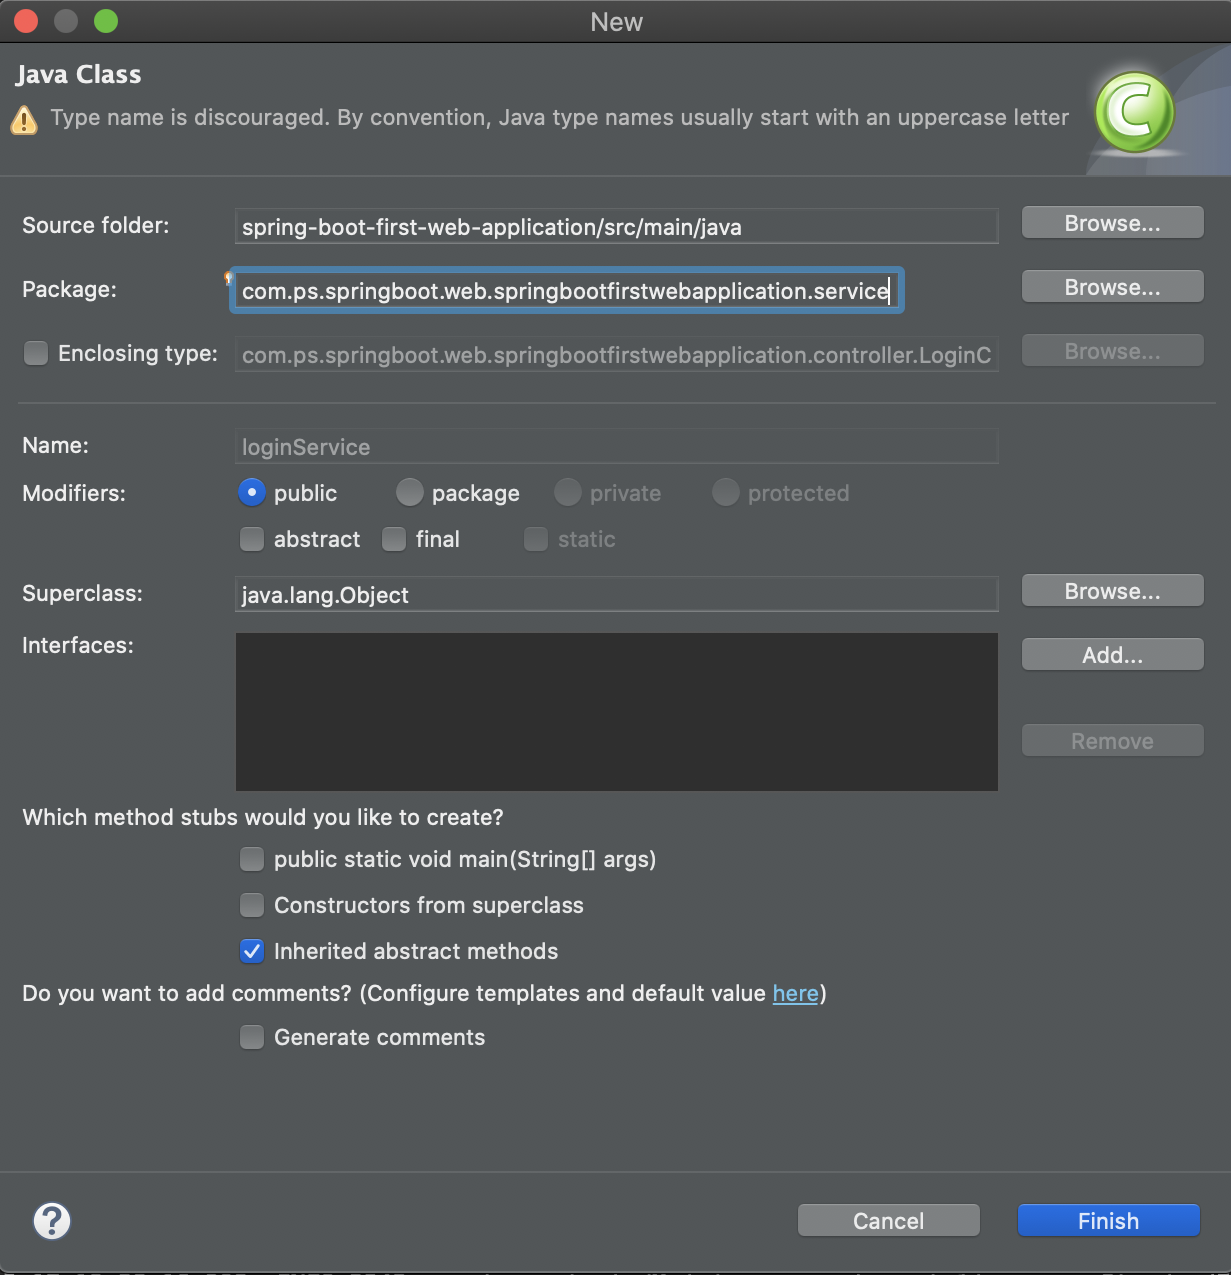 New
Java Class
Type name is discouraged. By convention, Java type names usually start with an uppercase letter
C
Source folder: spring-boot-first-web-application/src/main/java Browse...
Package: com.ps.springboot.web.springbootfirstwebapplication.service Browse...
Enclosing type: com.ps.springboot.web.springbootfirstwebapplication.controller.LoginC Browse...
Name: loginService
Modifiers: public package private protected
abstract final static
Superclass: java.lang.Object Browse...
Interfaces: Add...
Remove
Which method stubs would you like to create?
public static void main(String[] args)
Constructors from superclass
Inherited abstract methods
Do you want to add comments? (Configure templates and default value here)
Generate comments
? Cancel Finish